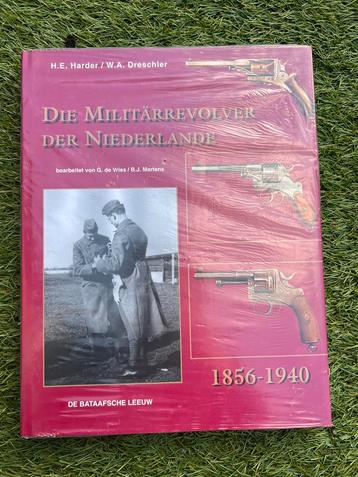 H.E. Harder / W.A. Dreschler
DIE MILITÄRREVOLVER
DER NIEDERLANDE
bearbeitet von G. de Vries / B.J. Martens
1856-1940
DE BATAAFSCHE LEEUW